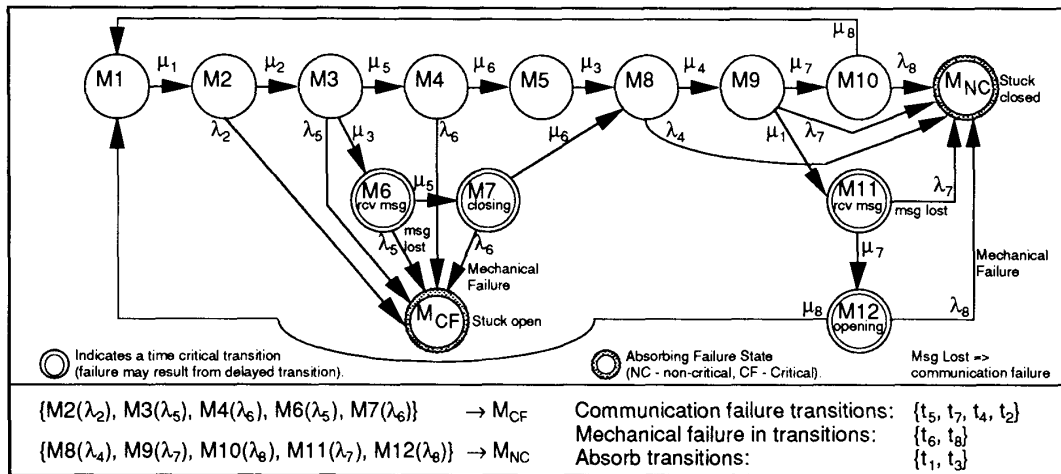 μ₈
M1 μ₁ M2 μ₂ M3 μ₅ M4 μ₆ M5 μ₃ M8 μ₄ M9 μ₇ M10 λ₈ M_NC Stuck closed
λ₂ λ₅ μ₃ λ₆ μ₆ λ₄ μ₁ λ₇
M6 rcv msg μ₅ M7 closing M11 rcv msg msg lost λ₇
λ₅ msg lost λ₆ μ₇
Mechanical Failure
Mechanical Failure
M_CF Stuck open μ₈ M12 opening λ₈
Indicates a time critical transition
(failure may result from delayed transition).
Absorbing Failure State
(NC - non-critical, CF - Critical).
Msg Lost =>
communication failure
{M2(λ₂), M3(λ₅), M4(λ₆), M6(λ₅), M7(λ₆)} → M_CF
{M8(λ₄), M9(λ₇), M10(λ₈), M11(λ₇), M12(λ₈)} → M_NC
Communication failure transitions: {t₅, t₇, t₄, t₂}
Mechanical failure in transitions: {t₆, t₈}
Absorb transitions: {t₁, t₃}